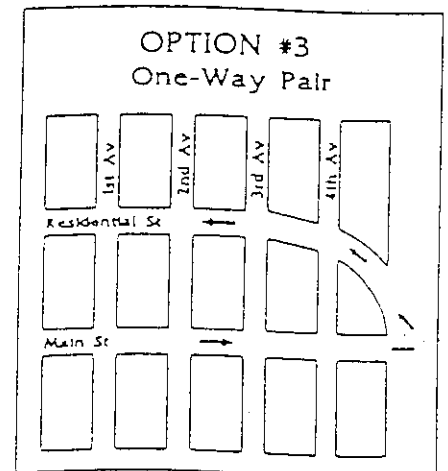 OPTION #3
One-Way Pair
1st Av
2nd Av
3rd Av
4th Av
Residential St
Main St